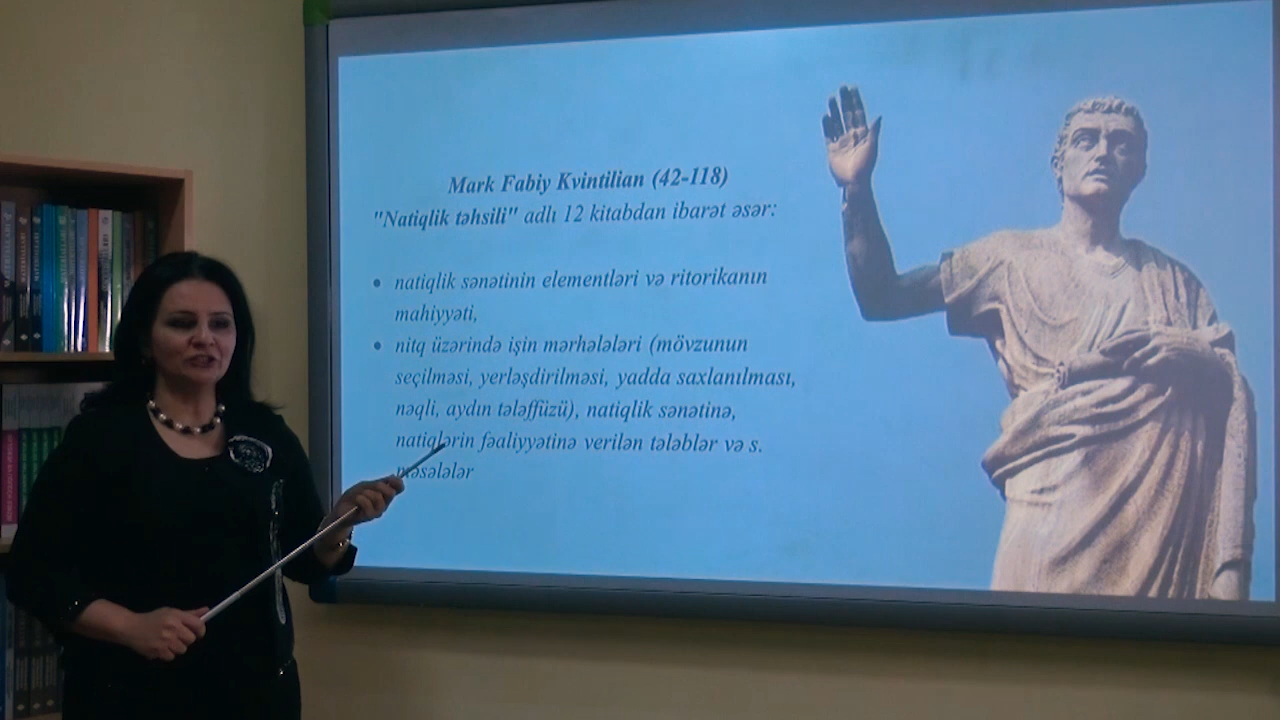 Mark Fabiy Kvintilian (42-118)
"Natiqlik təhsili" adlı 12 kitabdan ibarət əsər:
• natiqlik sənətinin elementləri və ritorikanın
mahiyyəti,
• nitq üzərində işin mərhələləri (mövzunun
seçilməsi, yerləşdirilməsi, yadda saxlanılması,
nəqli, aydın tələffüzü), natiqlik sənətinə,
natiqlərin fəaliyyətinə verilən tələblər və s.
məsələlər